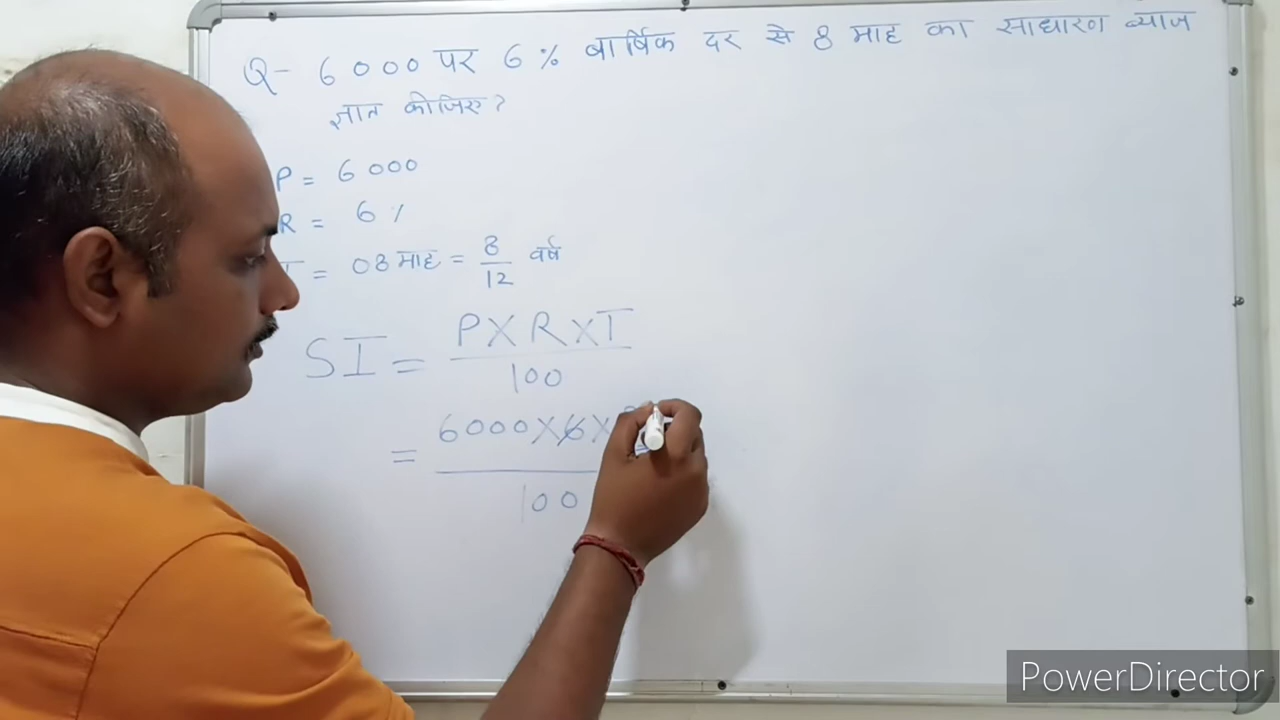 Q- 6000 पर 6% वार्षिक दर से 8 माह का साधारण ब्याज
ज्ञात कीजिए?
P = 6000
R = 6%
= 08 माह = 8/12 वर्ष
SI = P×R×T/100
= 6000×6×/100
PowerDirector